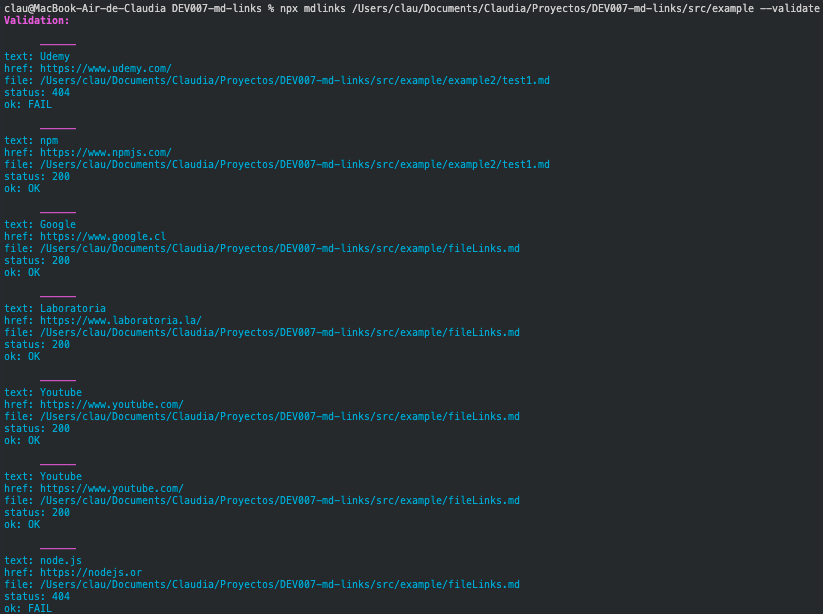 clau@MacBook-Air-de-Claudia DEV007-md-links % npx mdlinks /Users/clau/Documents/Claudia/Proyectos/DEV007-md-links/src/example --validate
Validation:
text: Udemy
href: https://www.udemy.com/
file: /Users/clau/Documents/Claudia/Proyectos/DEV007-md-links/src/example/example2/test1.md
status: 404
ok: FAIL
text: npm
href: https://www.npmjs.com/
file: /Users/clau/Documents/Claudia/Proyectos/DEV007-md-links/src/example/example2/test1.md
status: 200
ok: OK
text: Google
href: https://www.google.cl
file: /Users/clau/Documents/Claudia/Proyectos/DEV007-md-links/src/example/fileLinks.md
status: 200
ok: OK
text: Laboratoria
href: https://www.laboratoria.la/
file: /Users/clau/Documents/Claudia/Proyectos/DEV007-md-links/src/example/fileLinks.md
status: 200
ok: OK
text: Youtube
href: https://www.youtube.com/
file: /Users/clau/Documents/Claudia/Proyectos/DEV007-md-links/src/example/fileLinks.md
status: 200
ok: OK
text: Youtube
href: https://www.youtube.com/
file: /Users/clau/Documents/Claudia/Proyectos/DEV007-md-links/src/example/fileLinks.md
status: 200
ok: OK
text: node.js
href: https://nodejs.or
file: /Users/clau/Documents/Claudia/Proyectos/DEV007-md-links/src/example/fileLinks.md
status: 404
ok: FAIL